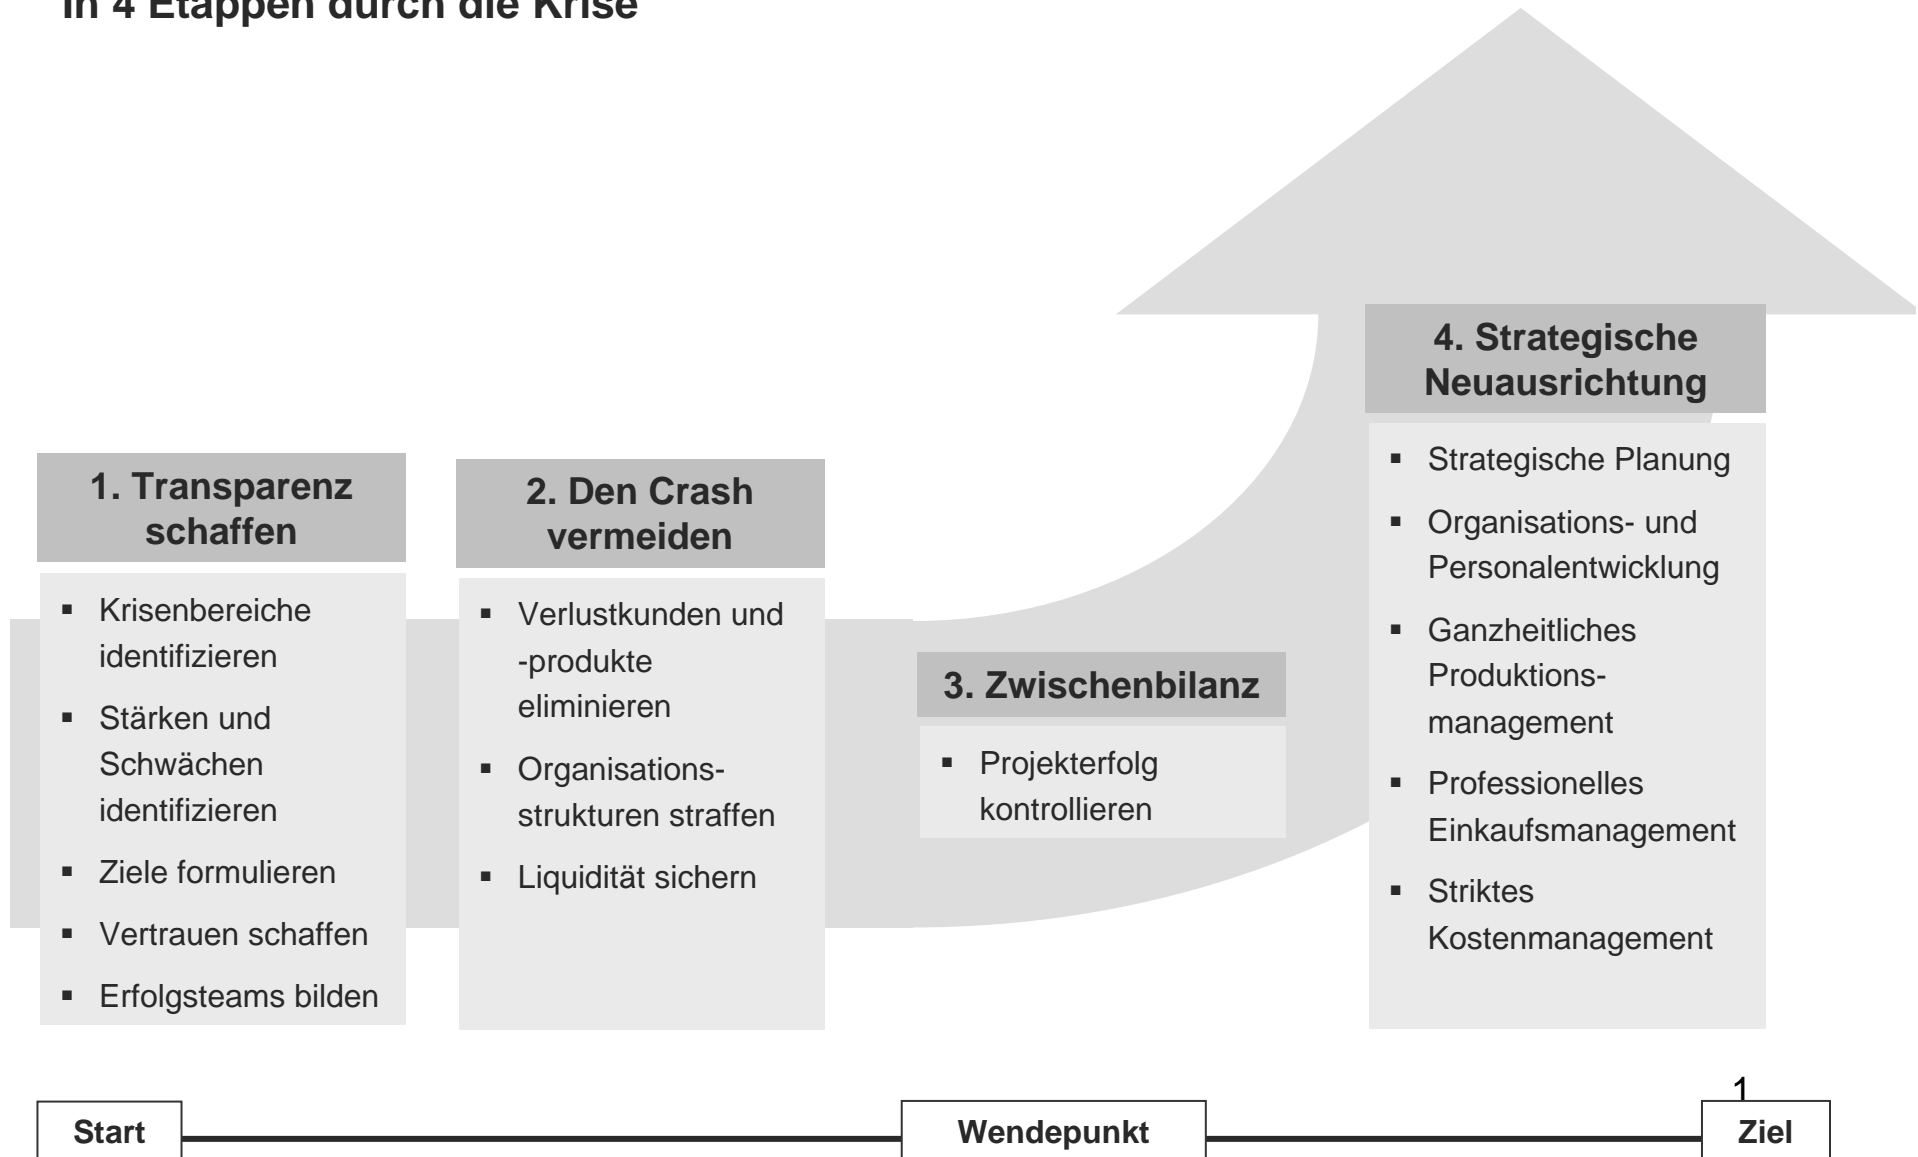 In 4 Etappen durch die Krise
1. Transparenz
schaffen
▪ Krisenbereiche
identifizieren
▪ Stärken und
Schwächen
identifizieren
▪ Ziele formulieren
▪ Vertrauen schaffen
▪ Erfolgsteams bilden
2. Den Crash
vermeiden
▪ Verlustkunden und
-produkte
eliminieren
▪ Organisations-
strukturen straffen
▪ Liquidität sichern
3. Zwischenbilanz
▪ Projekterfolg
kontrollieren
4. Strategische
Neuausrichtung
▪ Strategische Planung
▪ Organisations- und
Personalentwicklung
▪ Ganzheitliches
Produktions-
management
▪ Professionelles
Einkaufsmanagement
▪ Striktes
Kostenmanagement
1
Start
Wendepunkt
Ziel